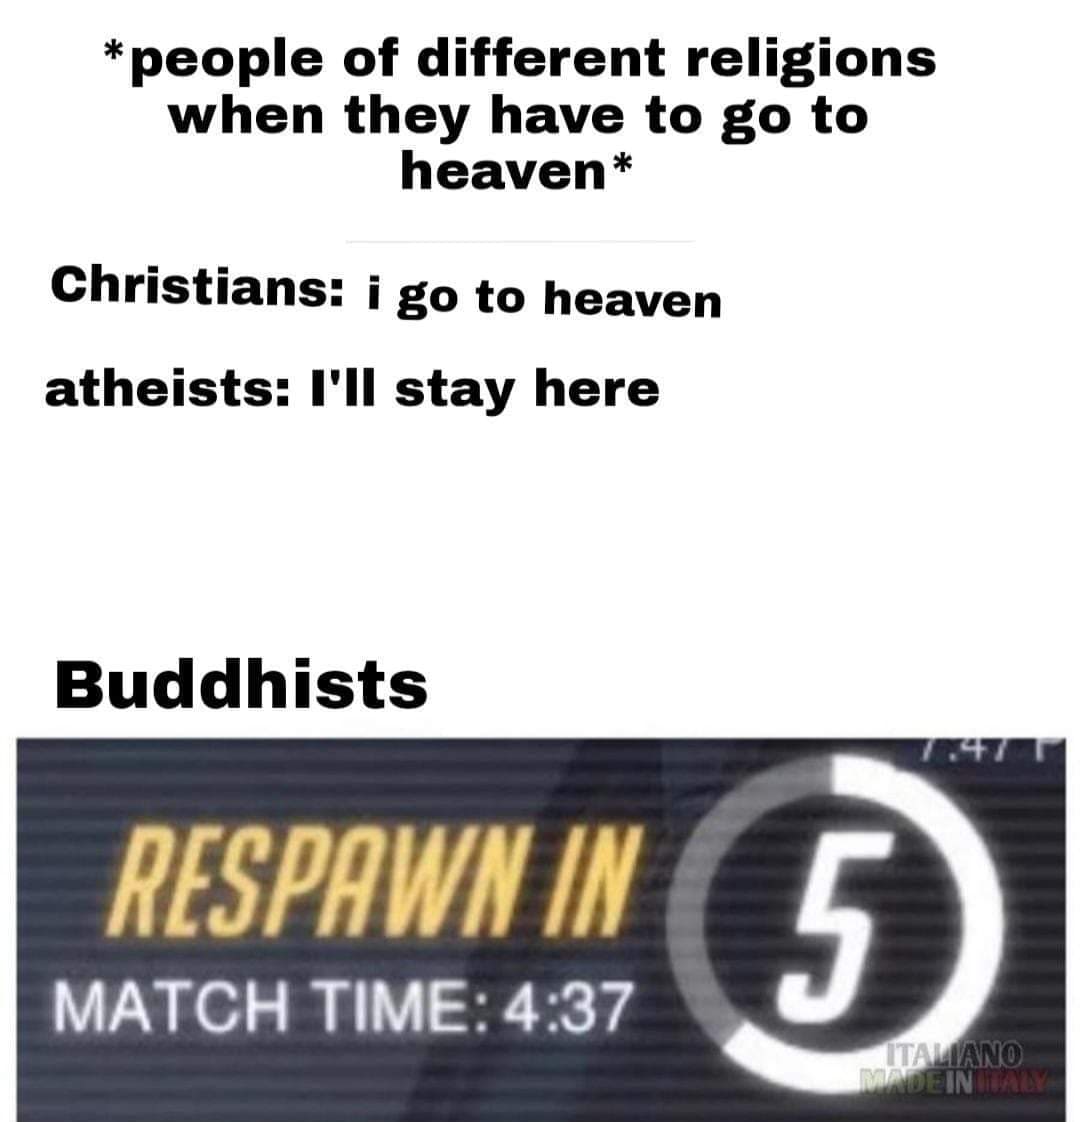 *people of different religions
when they have to go to
heaven*
Christians: i go to heaven
atheists: I'll stay here
Buddhists
RESPAWN IN
5
MATCH TIME: 4:37
ITALIANO
MADE IN ITALY